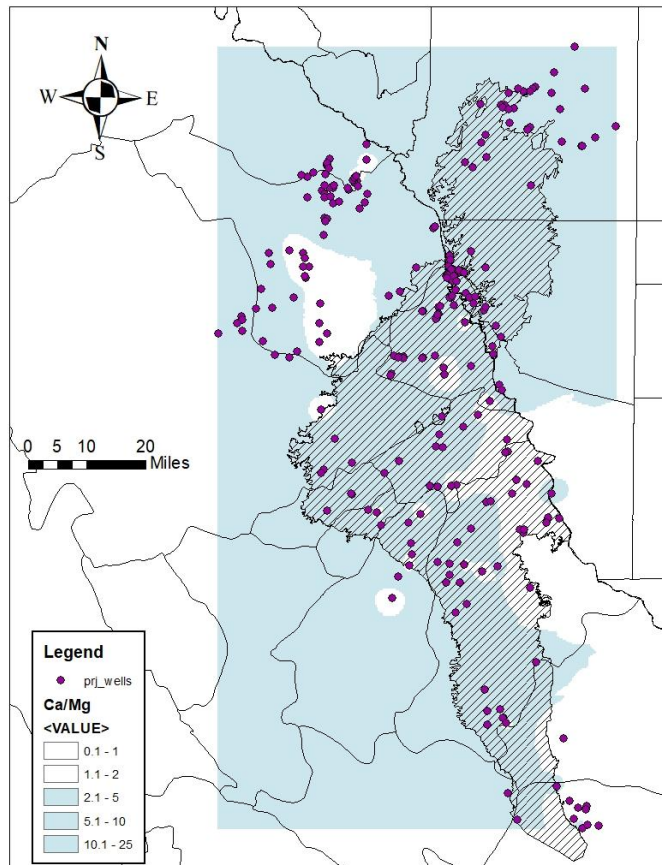 N
W E
S
0 5 10 20
Miles
Legend
prj_wells
Ca/Mg
<VALUE>
0.1 - 1
1.1 - 2
2.1 - 5
5.1 - 10
10.1 - 25